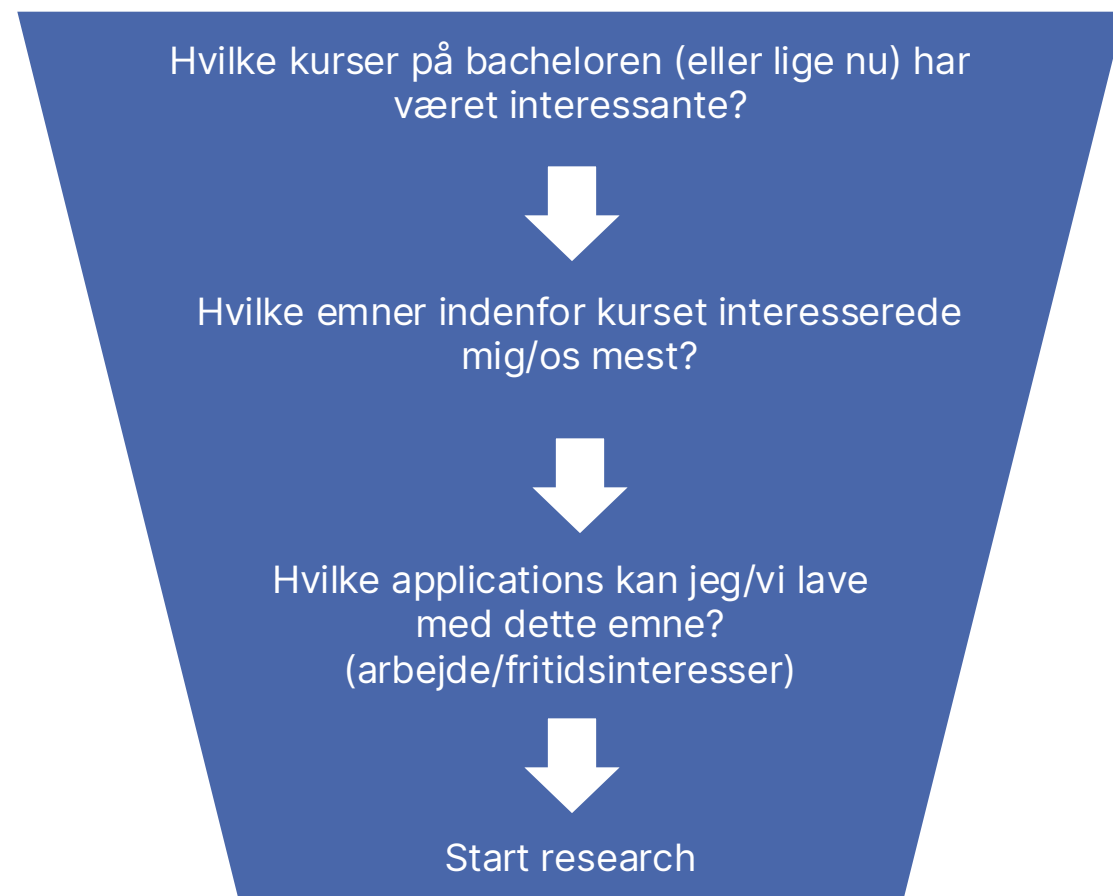 Hvilke kurser på bacheloren (eller lige nu) har
været interessante?
Hvilke emner indenfor kurset interesserede
mig/os mest?
Hvilke applications kan jeg/vi lave
med dette emne?
(arbejde/fritidsinteresser)
Start research